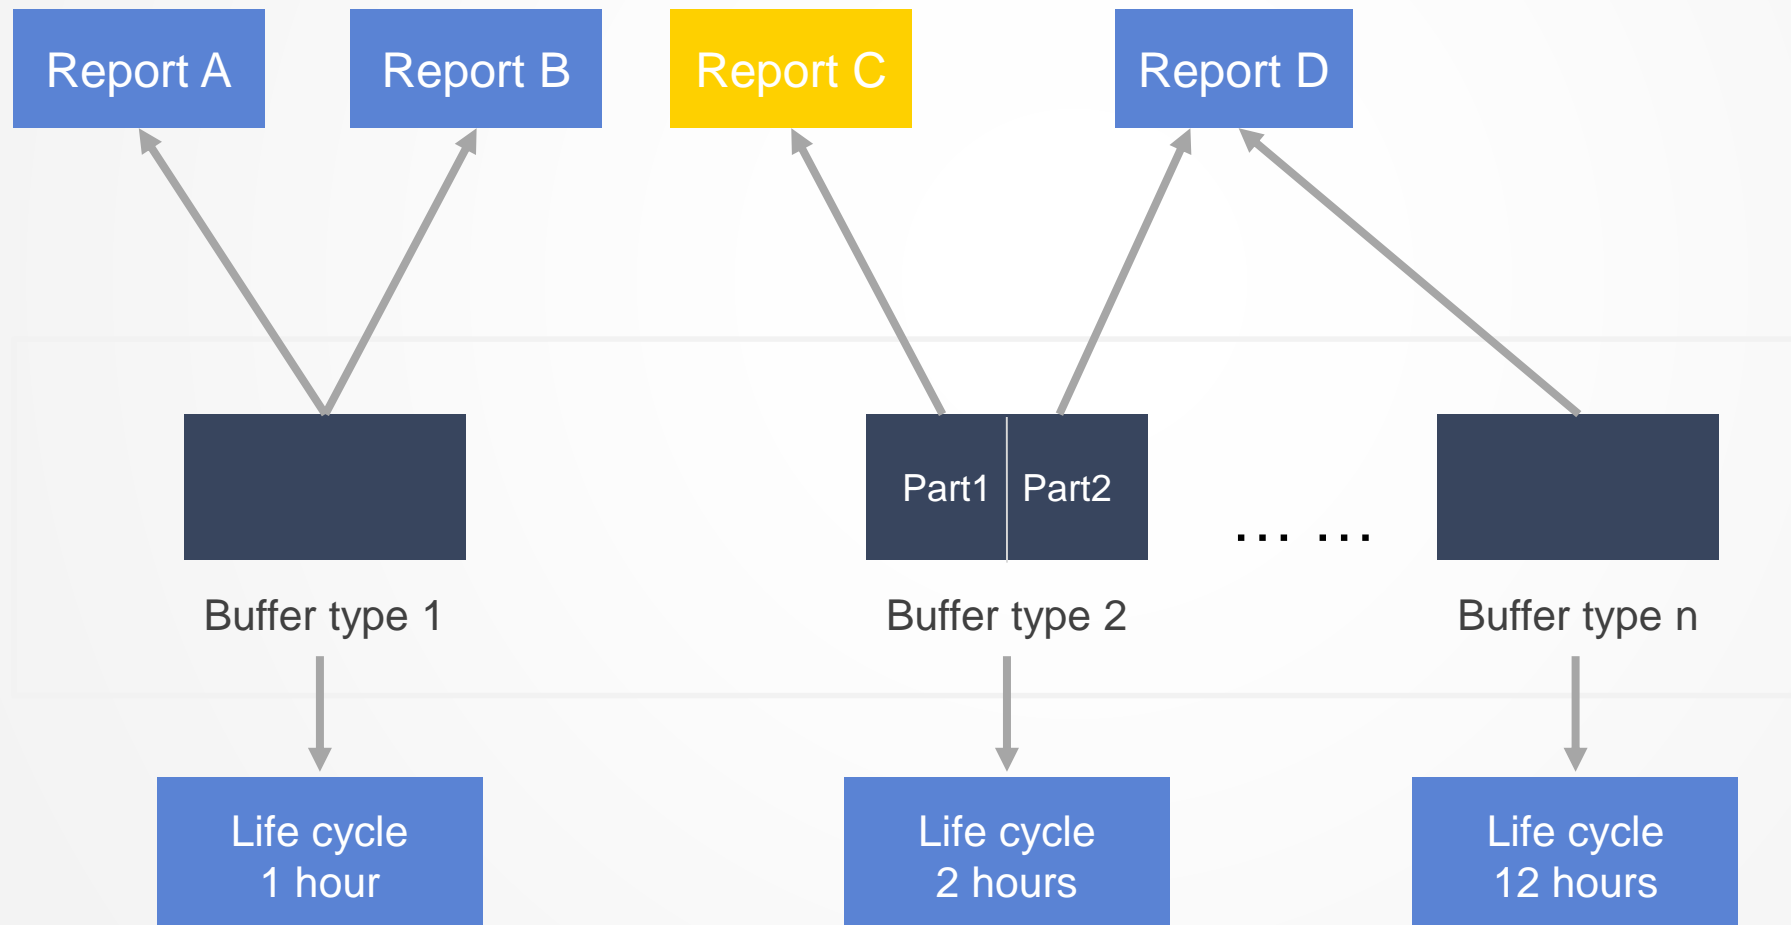 Report A
Report B
Report C
Report D
Part1
Part2
... ...
Buffer type 1
Buffer type 2
Buffer type n
Life cycle
1 hour
Life cycle
2 hours
Life cycle
12 hours